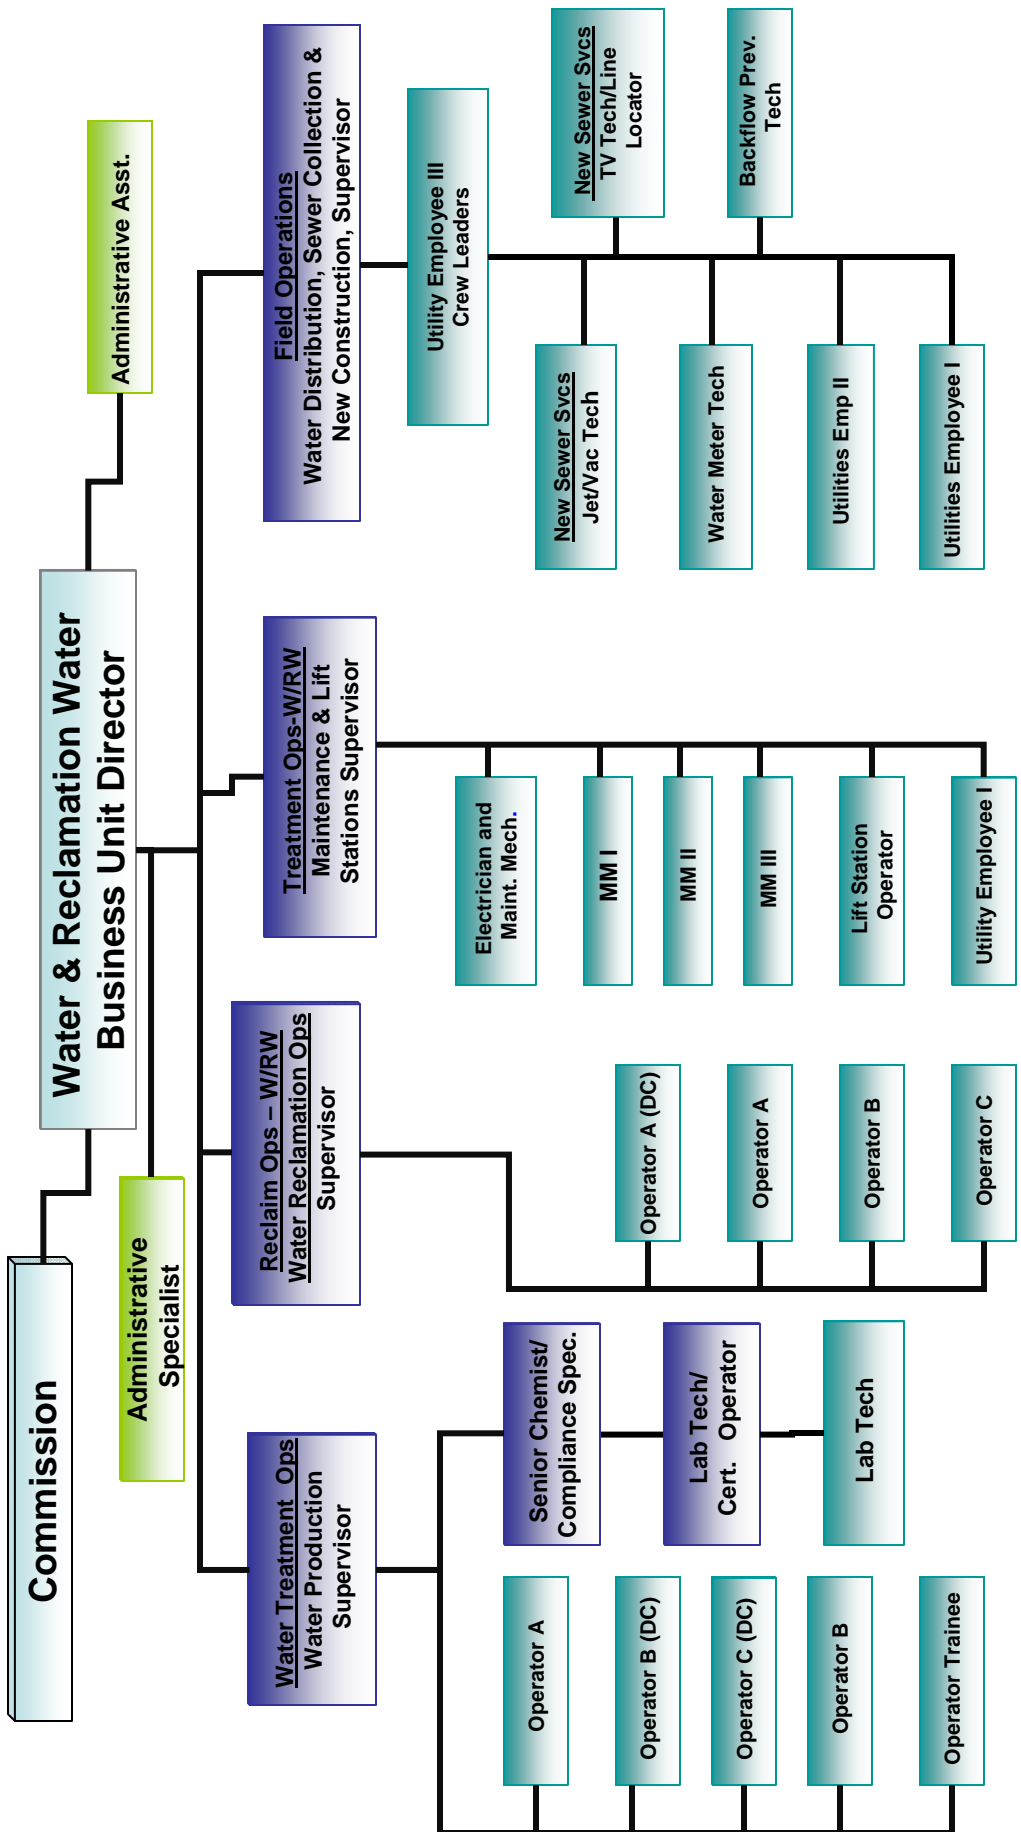 Commission
Water & Reclamation Water
Business Unit Director
Administrative Asst.
Administrative
Specialist
Water Treatment Ops
Water Production
Supervisor
Reclaim Ops – W/RW
Water Reclamation Ops
Supervisor
Treatment Ops-W/RW
Maintenance & Lift
Stations Supervisor
Field Operations
Water Distribution, Sewer Collection &
New Construction, Supervisor
Operator A
Operator B (DC)
Operator C (DC)
Operator B
Operator Trainee
Senior Chemist/
Compliance Spec.
Lab Tech/
Cert. Operator
Lab Tech
Operator A (DC)
Operator A
Operator B
Operator C
Electrician and
Maint. Mech.
MM I
MM II
MM III
Lift Station
Operator
Utility Employee I
Utility Employee III
Crew Leaders
New Sewer Svcs
Jet/Vac Tech
Water Meter Tech
Utilities Emp II
Utilities Employee I
New Sewer Svcs
TV Tech/Line
Locator
Backflow Prev.
Tech